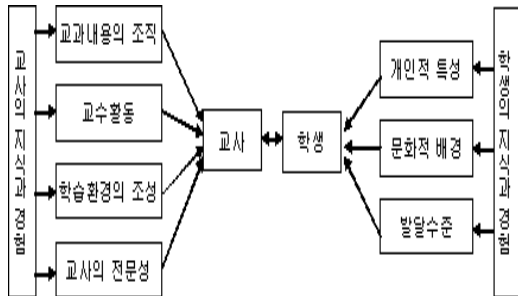 교사의 지식과 경험
교과내용의 조직
교수활동
학습환경의 조성
교사의 전문성
교사
학생
개인적 특성
문화적 배경
발달수준
학생의 지식과 경험